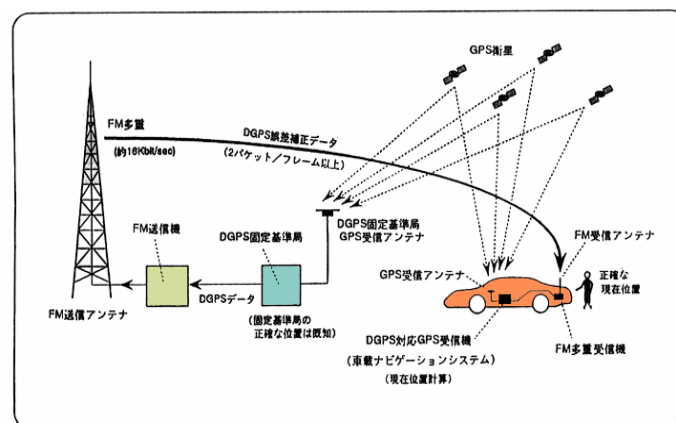 GPS衛星
FM多重
(約16Kbit/sec)
DGPS誤差補正データ
(2パケット／フレーム以上)
DGPS固定基準局
GPS受信アンテナ
FM送信機
DGPS固定基準局
FM受信アンテナ
GPS受信アンテナ
正確な
現在位置
DGPSデータ
FM送信アンテナ
(固定基準局の
正確な位置は既知)
DGPS対応GPS受信機
(車載ナビゲーションシステム)
(現在位置計算)
FM多重受信機